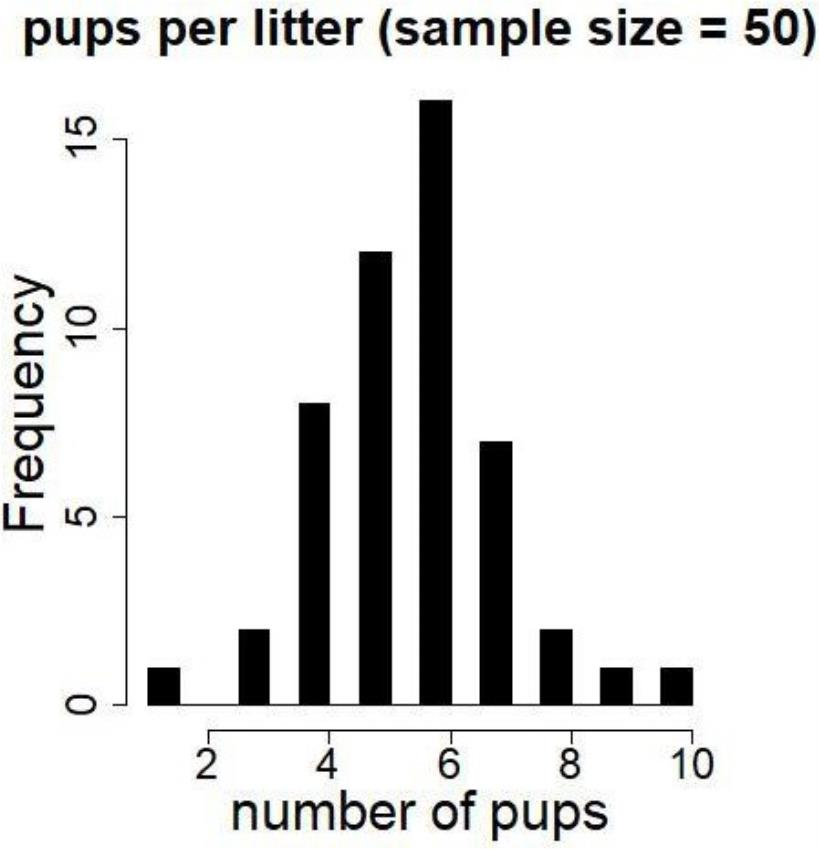 pups per litter (sample size = 50)
Frequency
15
10
5
0
2 4 6 8 10
number of pups